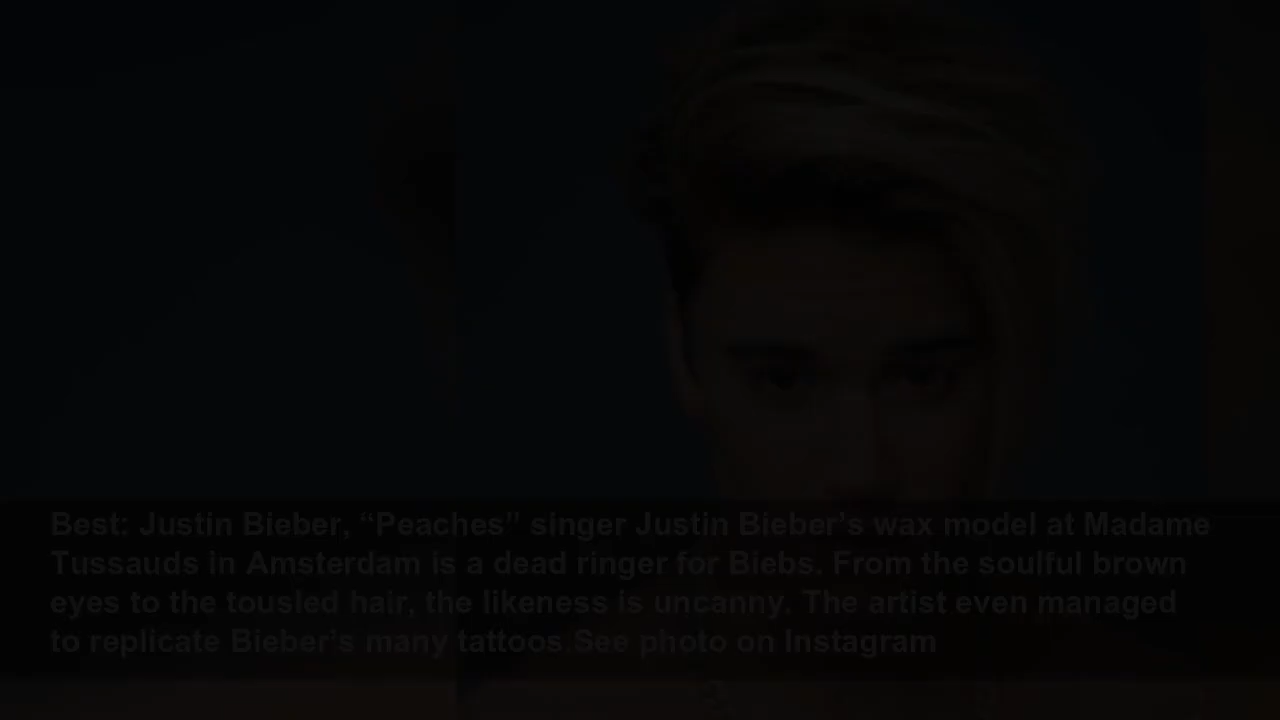 Best: Justin Bieber, “Peaches” singer Justin Bieber’s wax model at Madame
Tussauds in Amsterdam is a dead ringer for Biebs. From the soulful brown
eyes to the tousled hair, the likeness is uncanny. The artist even managed
to replicate Bieber’s many tattoos.See photo on Instagram